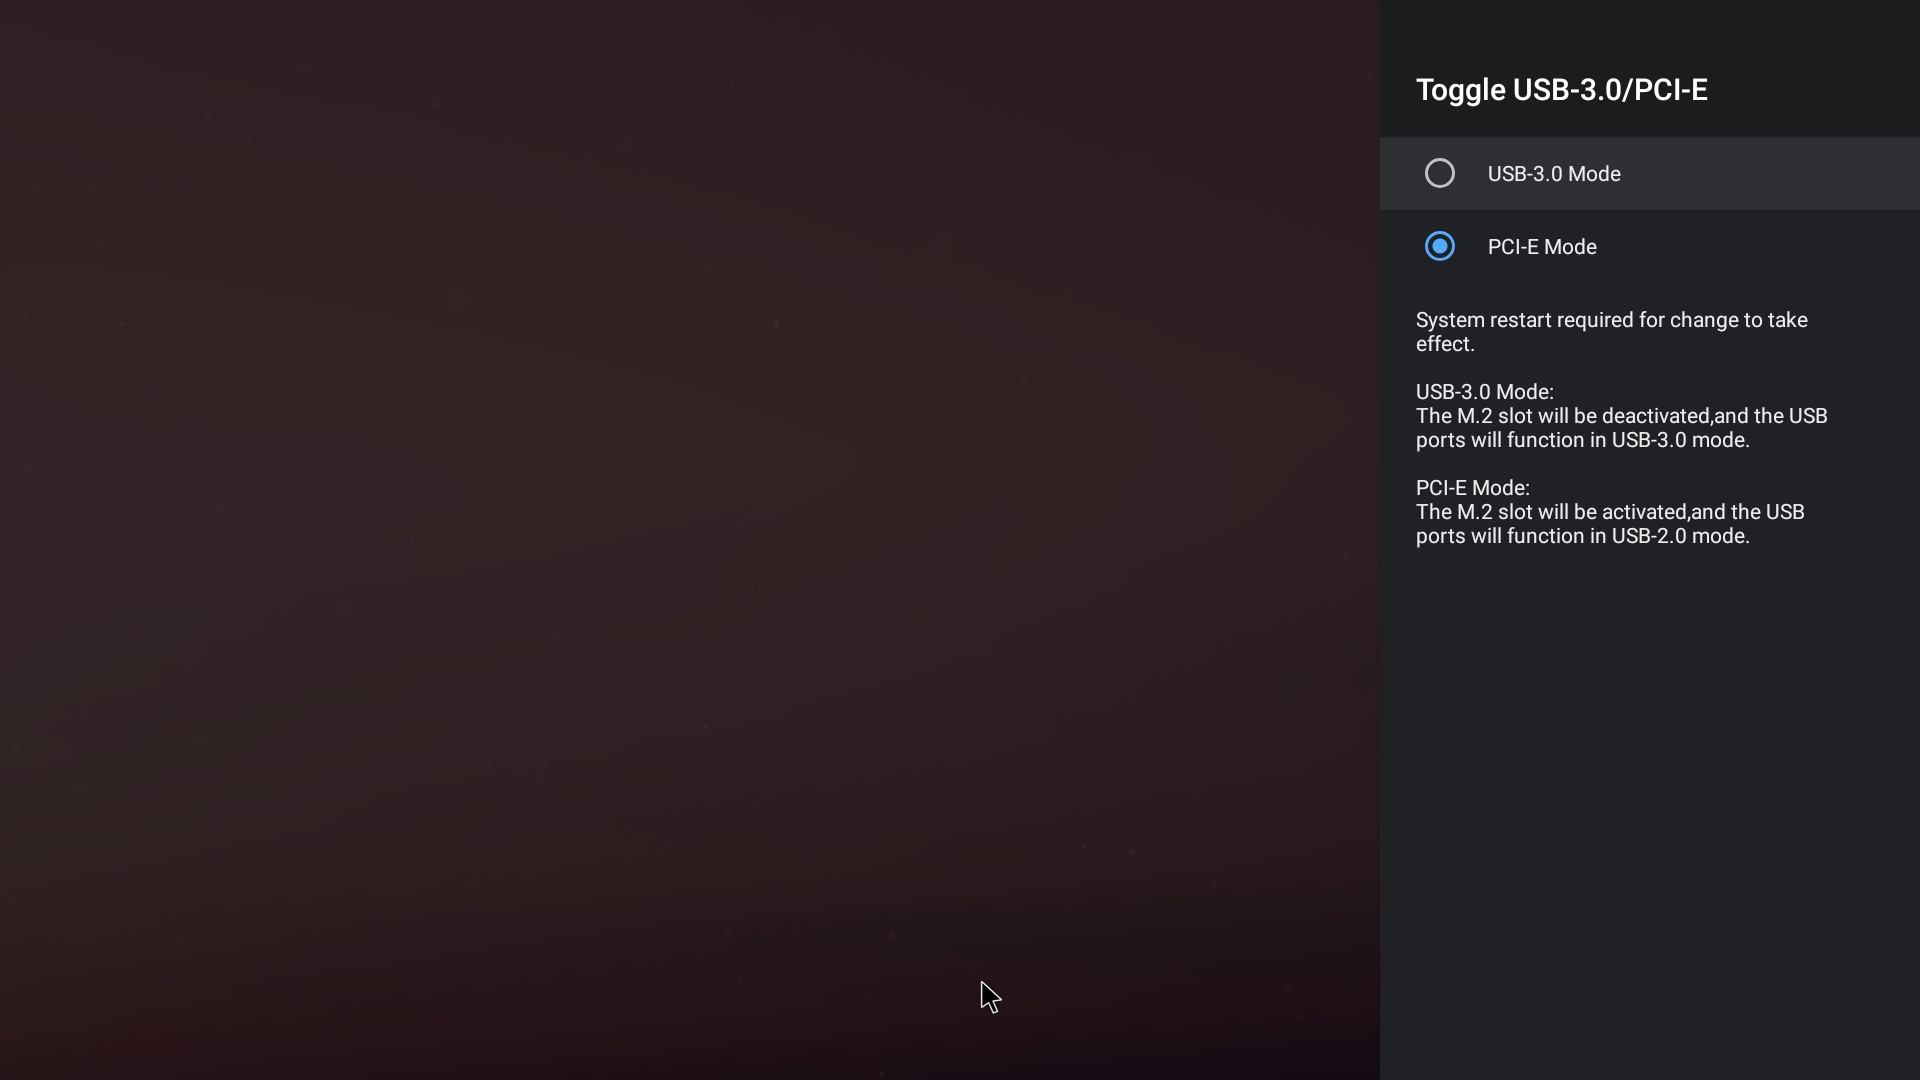 Toggle USB-3.0/PCI-E
USB-3.0 Mode
PCI-E Mode
System restart required for change to take
effect.
USB-3.0 Mode:
The M.2 slot will be deactivated,and the USB
ports will function in USB-3.0 mode.
PCI-E Mode:
The M.2 slot will be activated,and the USB
ports will function in USB-2.0 mode.